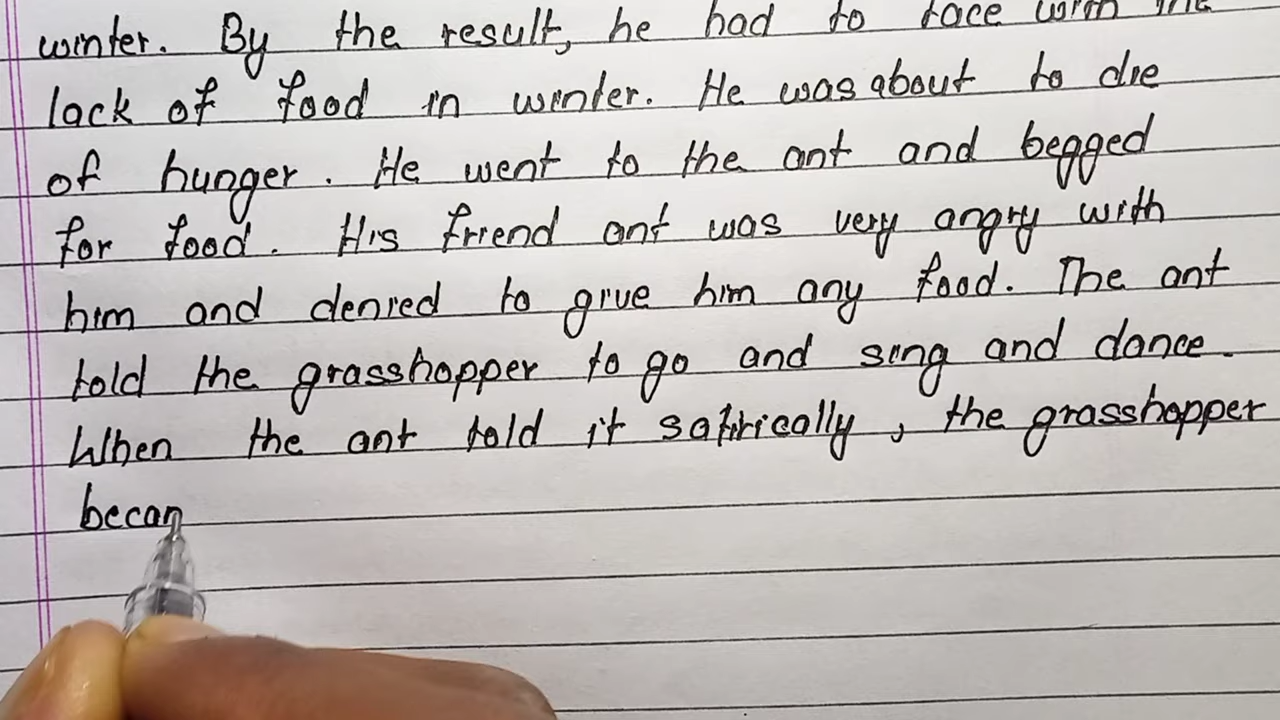 winter. By the result, he had to face with the
lack of food in winter. He was about to die
of hunger. He went to the ant and begged
for food. His friend ant was very angry with
him and denied to give him any food. The ant
told the grasshopper to go and sing and dance.
When the ant told it satirically, the grasshopper
becam